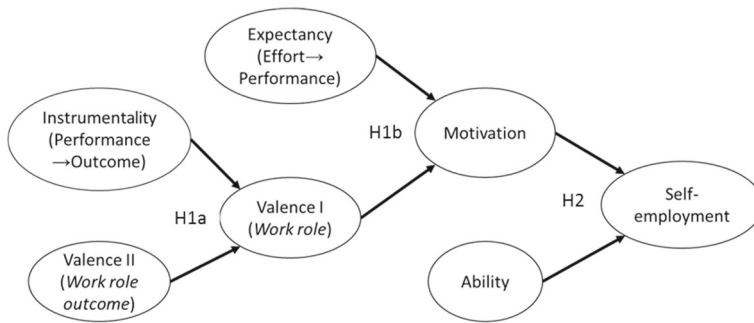 Expectancy
(Effort→
Performance)
Instrumentality
(Performance
→Outcome)
H1b
Motivation
H1a
Valence I
(Work role)
H2
Self-
employment
Valence II
(Work role
outcome)
Ability